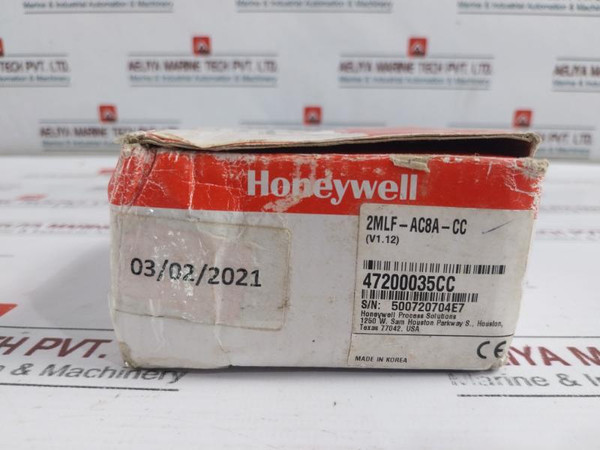 AELIYA MARINE TECH PVT. LTD.
Marine & Industrial Automation & Machinery
Honeywell
2MLF-AC8A-CC
(V1.12)
03/02/2021
47200035CC
S/N: 500720704E7
Honeywell Process Solutions
1250 W. Sam Houston Parkway S., Houston,
Texas 77042, USA
MADE IN KOREA
CE